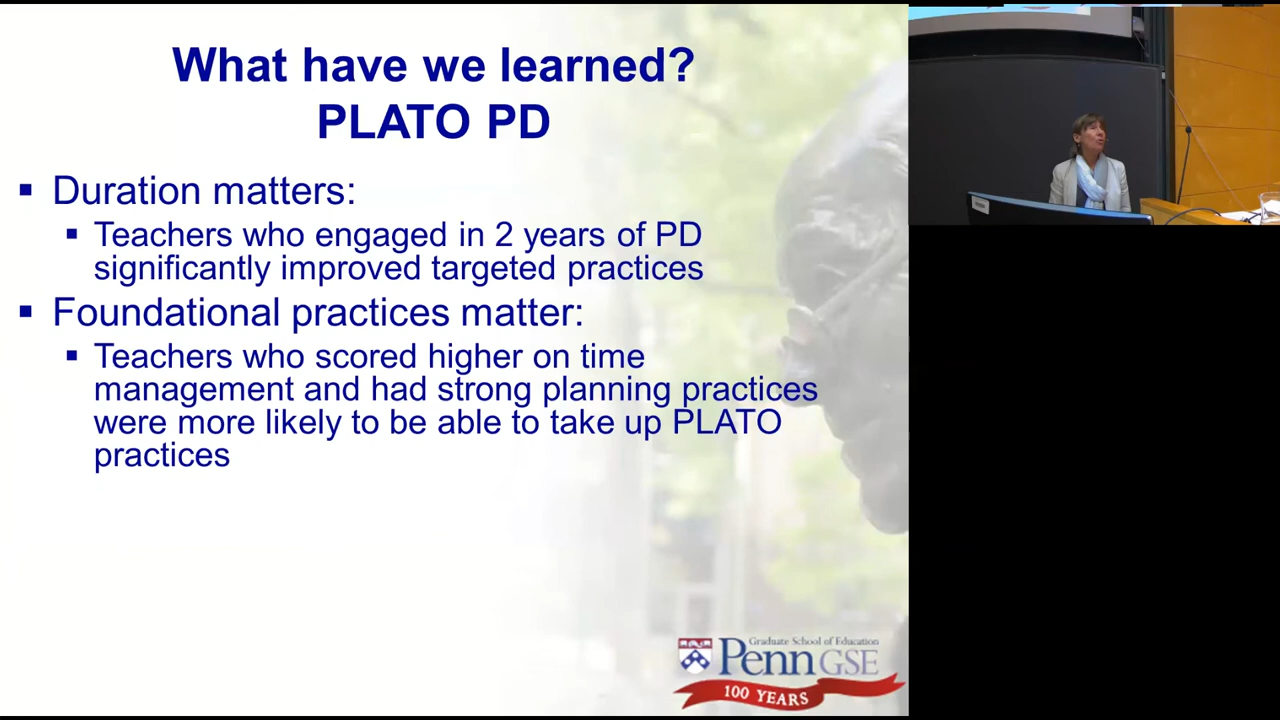 What have we learned?
PLATO PD
▪ Duration matters:
▪ Teachers who engaged in 2 years of PD
significantly improved targeted practices
▪ Foundational practices matter:
▪ Teachers who scored higher on time
management and had strong planning practices
were more likely to be able to take up PLATO
practices
Graduate School of Education
Penn GSE
100 YEARS